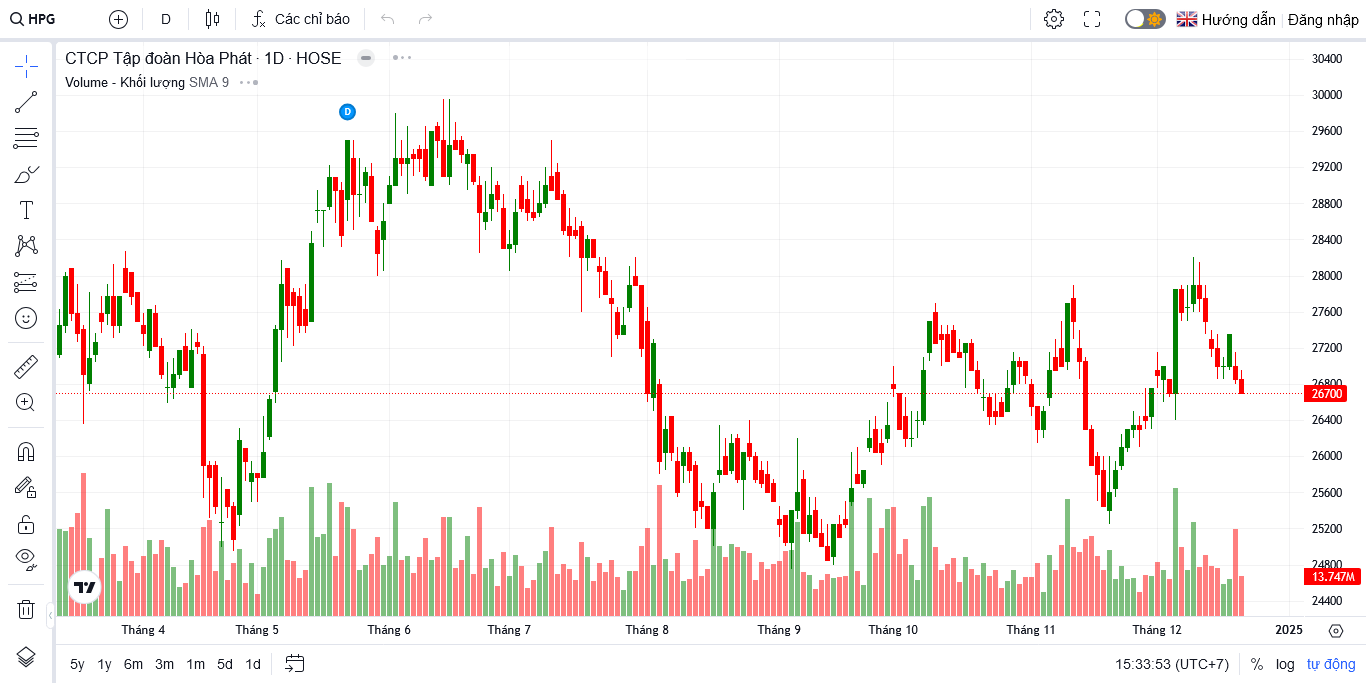 HPG D Các chỉ báo Hướng dẫn Đăng nhập
CTCP Tập đoàn Hòa Phát · 1D · HOSE
Volume - Khối lượng SMA 9
D
30400
30000
29600
29200
28800
28400
28000
27600
27200
26800
26700
26400
26000
25600
25200
24800
13.747M
24400
Tháng 4 Tháng 5 Tháng 6 Tháng 7 Tháng 8 Tháng 9 Tháng 10 Tháng 11 Tháng 12 2025
5y 1y 6m 3m 1m 5d 1d 15:33:53 (UTC+7) % log tự động